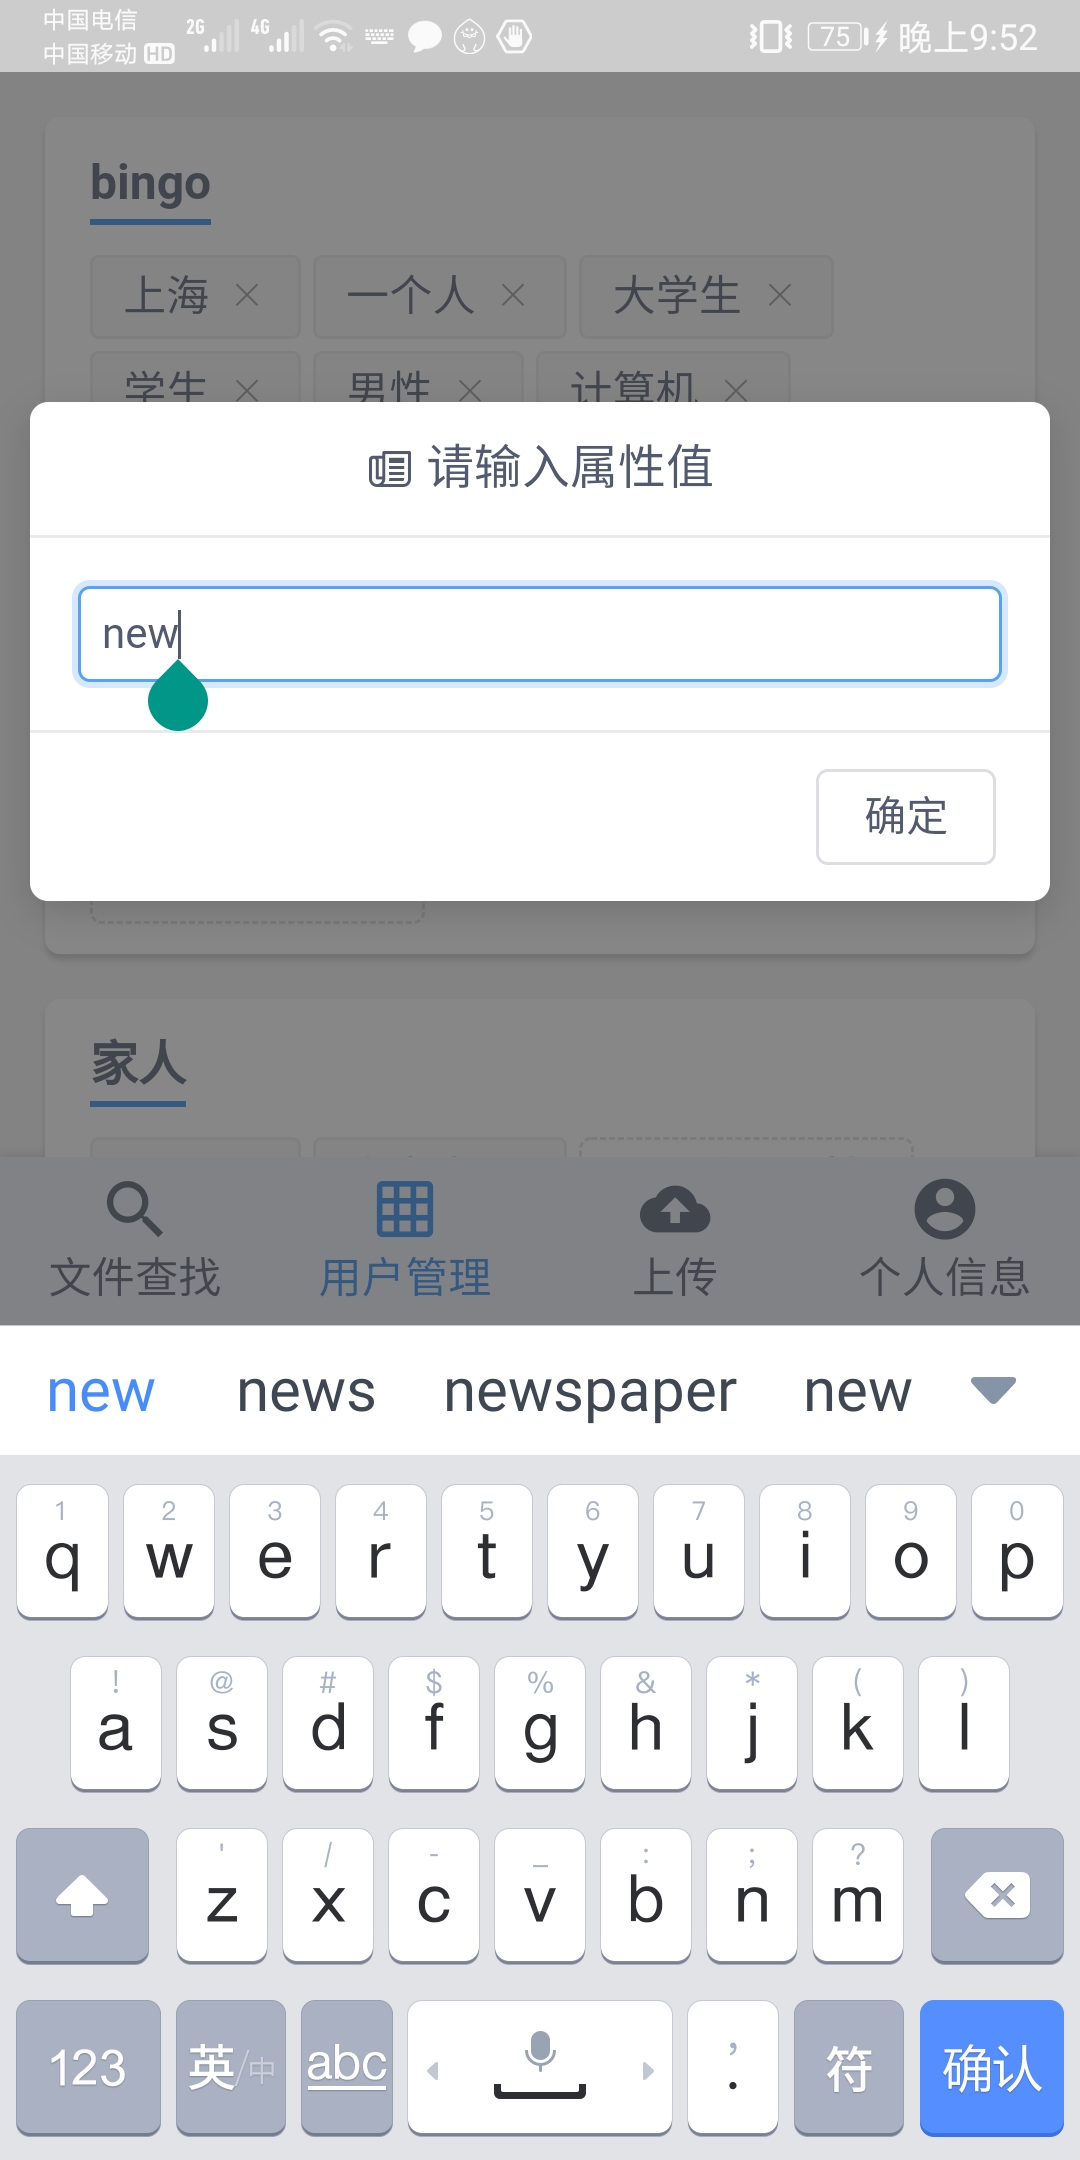 中国电信
中国移动 HD
2G 4G
75 晚上9:52
bingo
上海 一个人 大学生
学生 男性 计算机
请输入属性值
new
确定
家人
文件查找 用户管理 上传 个人信息
new news newspaper new
1 2 3 4 5 6 7 8 9 0
q w e r t y u i o p
! @ # $ % & * ( )
a s d f g h j k l
' / - _ : ; ?
z x c v b n m
123 英/中 abc , . 符 确认